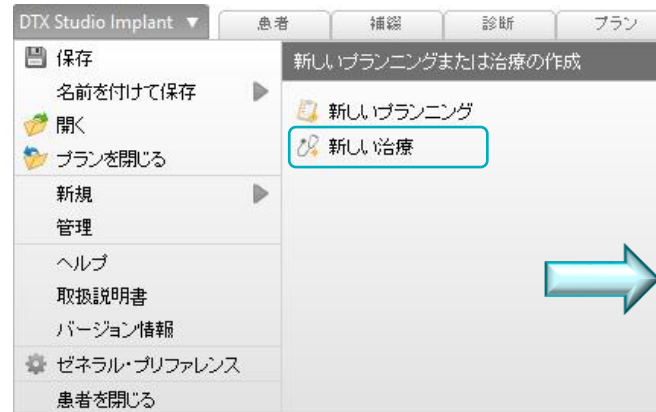 DTX Studio Implant ▼
患者
補綴
診断
プラン
保存
名前を付けて保存
開く
プランを閉じる
新規
管理
ヘルプ
取扱説明書
バージョン情報
ゼネラル・プリファレンス
患者を閉じる
新しいプランニングまたは治療の作成
新しいプランニング
新しい治療